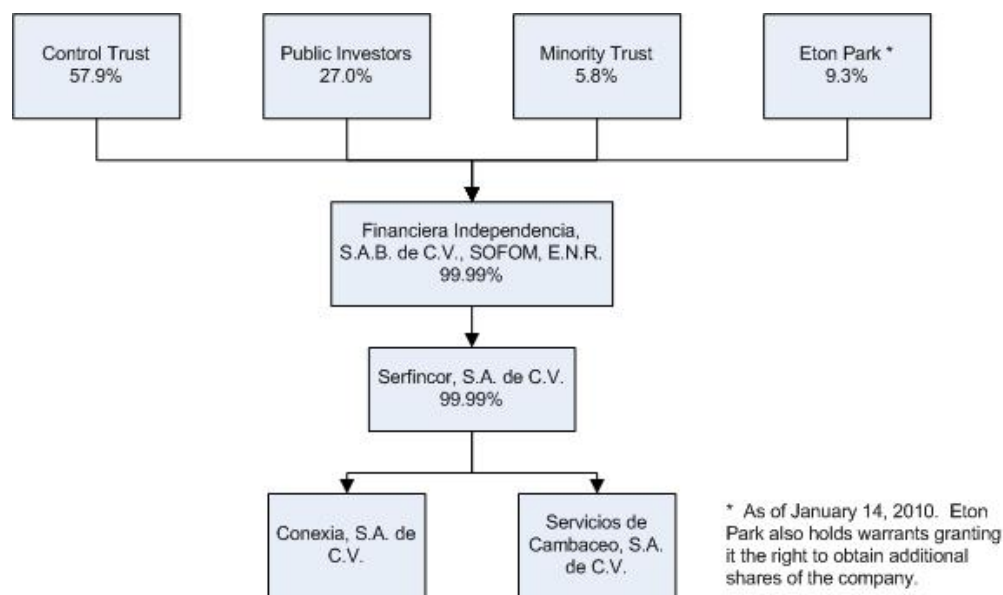 Control Trust
57.9%
Public Investors
27.0%
Minority Trust
5.8%
Eton Park *
9.3%
Financiera Independencia,
S.A.B. de C.V., SOFOM, E.N.R.
99.99%
Serfincor, S.A. de C.V.
99.99%
Conexia, S.A. de
C.V.
Servicios de
Cambaceo, S.A.
de C.V.
* As of January 14, 2010. Eton
Park also holds warrants granting
it the right to obtain additional
shares of the company.